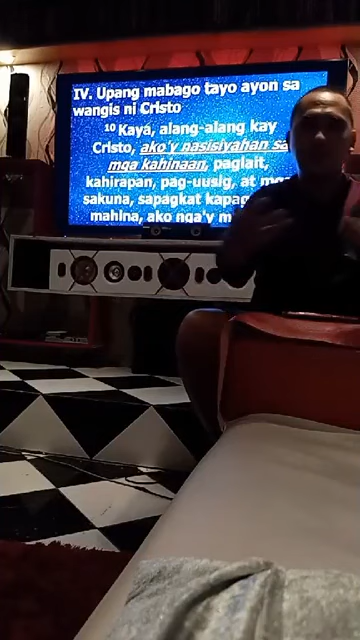 IV. Upang mabago tayo ayon sa
wangis ni Cristo
10 Kaya, alang-alang kay
Cristo, ako'y nasisiyahan sa
mga kahinaan, paglait,
kahirapan, pag-uusig, at mga
sakuna, sapagkat
mahina, ako nga'y